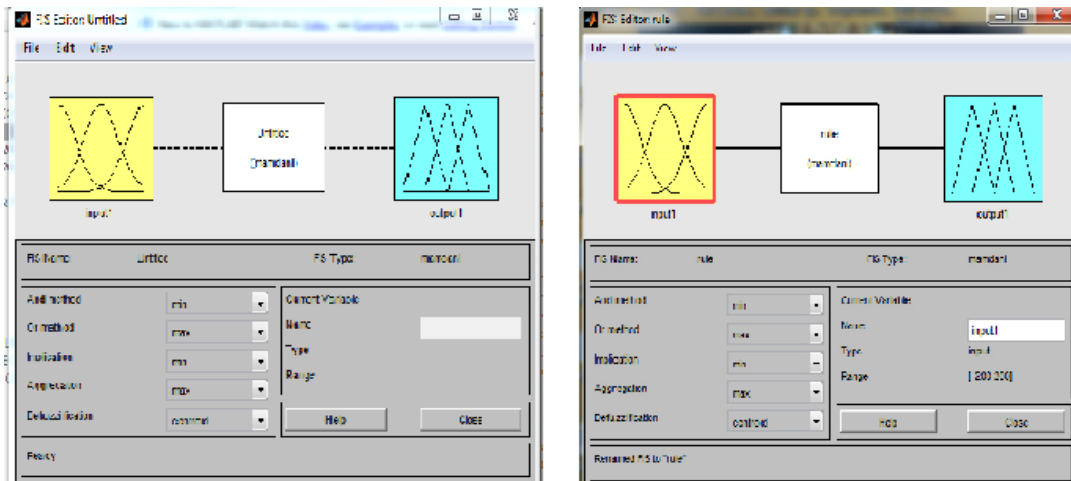 FIS Editor: Untitled
File Edit View
Untitled
(mamdani)
input1
output1
FIS Name: Untitled FIS Type: mamdani
And method min
Or method max
Implication min
Aggregation max
Defuzzification centroid
Current Variable
Name
Type
Range
Help Close
Ready
FIS Editor: rule
File Edit View
rule
(mamdani)
input1
output1
FIS Name: rule FIS Type: mamdani
And method min
Or method max
Implication min
Aggregation max
Defuzzification centroid
Current Variable
Name input1
Type input
Range
Help Close
Renamed FIS to "rule"